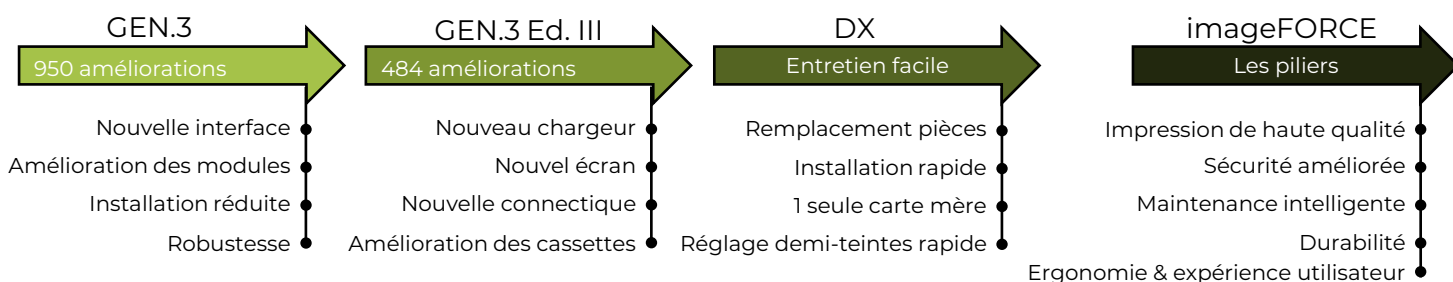 GEN.3
950 améliorations
Nouvelle interface
Amélioration des modules
Installation réduite
Robustesse
GEN.3 Ed. III
484 améliorations
Nouveau chargeur
Nouvel écran
Nouvelle connectique
Amélioration des cassettes
DX
Entretien facile
Remplacement pièces
Installation rapide
1 seule carte mère
Réglage demi-teintes rapide
imageFORCE
Les piliers
Impression de haute qualité
Sécurité améliorée
Maintenance intelligente
Durabilité
Ergonomie & expérience utilisateur